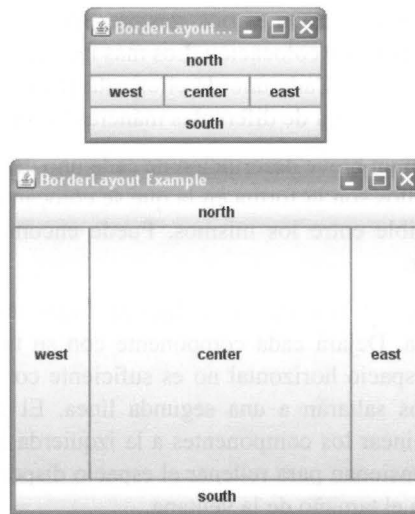 BorderLayout...
north
west center east
south
BorderLayout Example
north
west center east
south